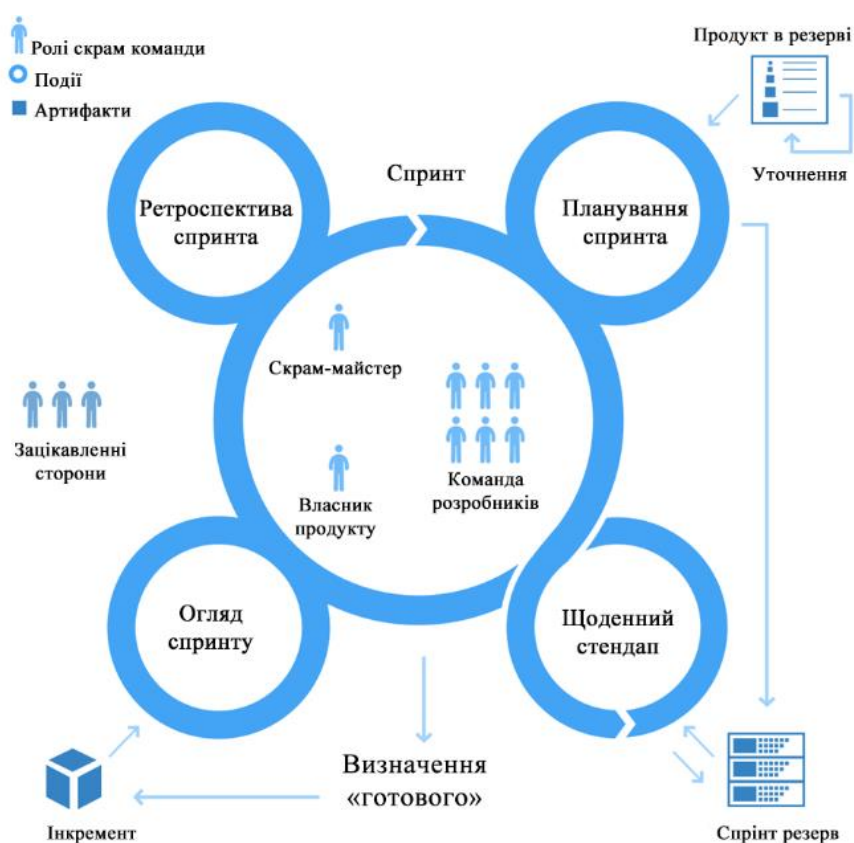 Ролі скрам команди
Події
Артифакти
Продукт в резерві
Уточнення
Спринт
Ретроспектива
спринта
Планування
спринта
Скрам-майстер
Зацікавленні
сторони
Власник
продукту
Команда
розробників
Огляд
спринту
Щоденний
стендап
Визначення
«готового»
Інкремент
Спрінт резерв